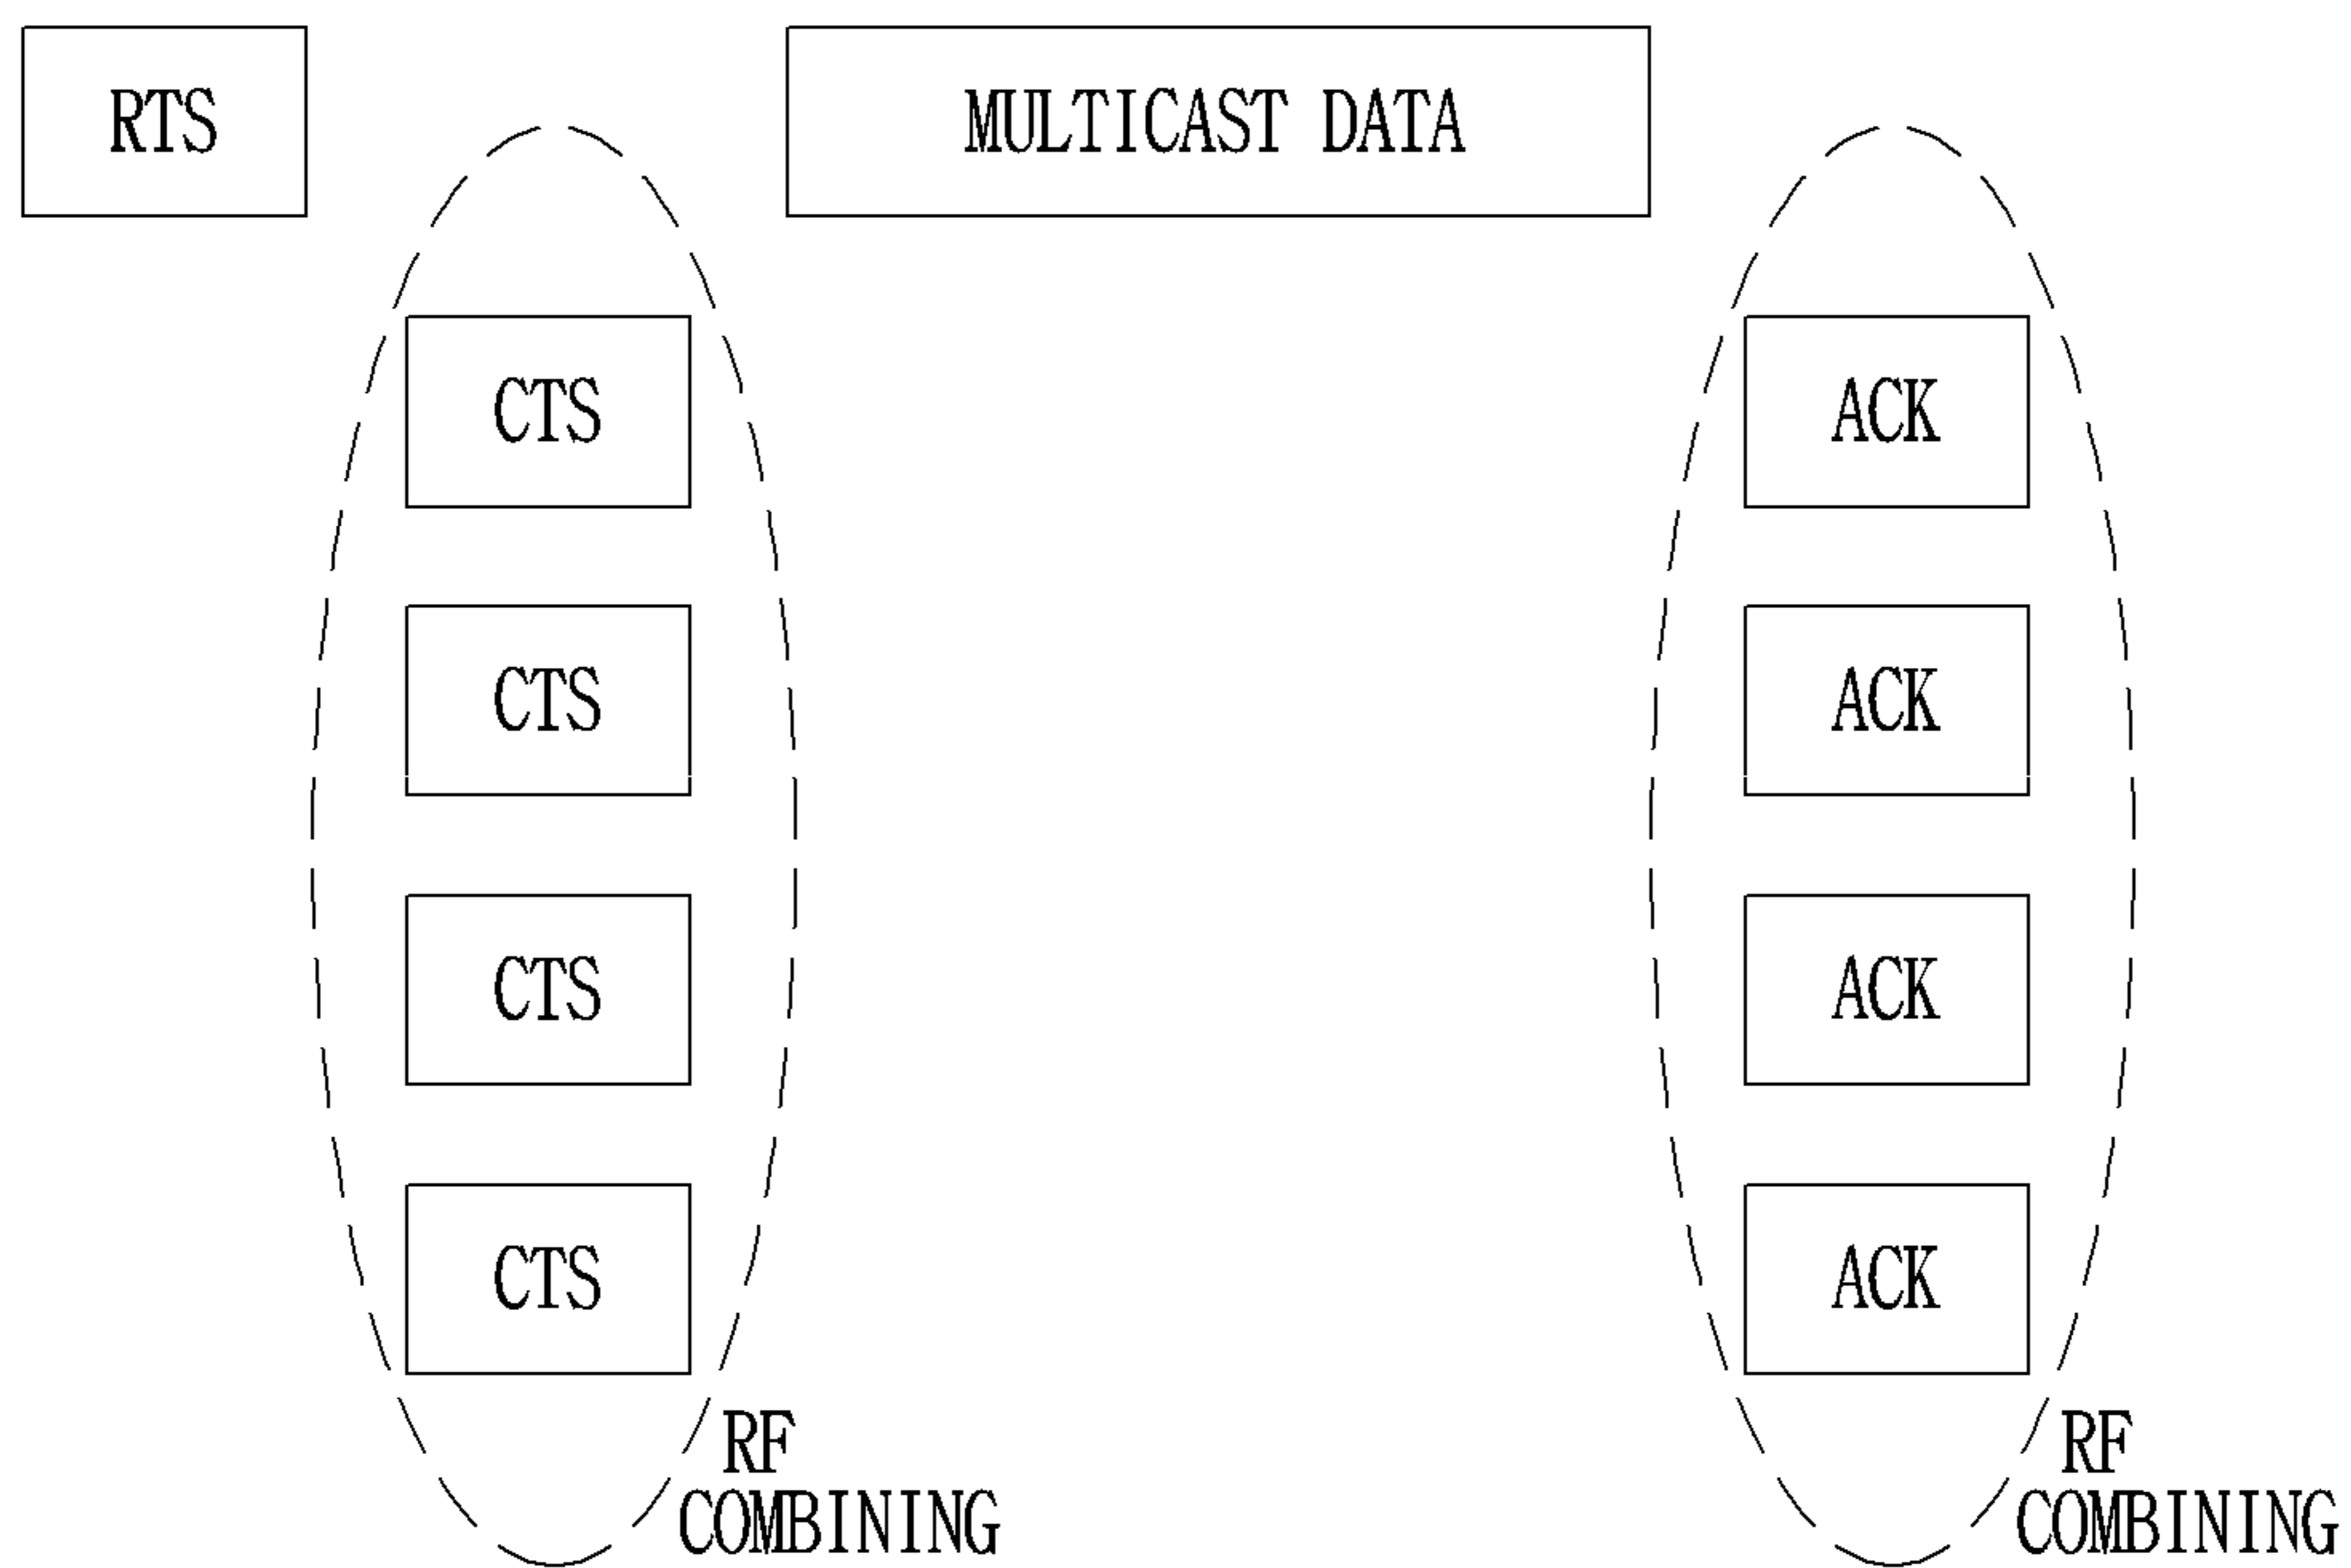 RTS
MULTICAST DATA
CTS
ACK
CTS
ACK
CTS
ACK
CTS
ACK
RF
COMBINING
RF
COMBINING